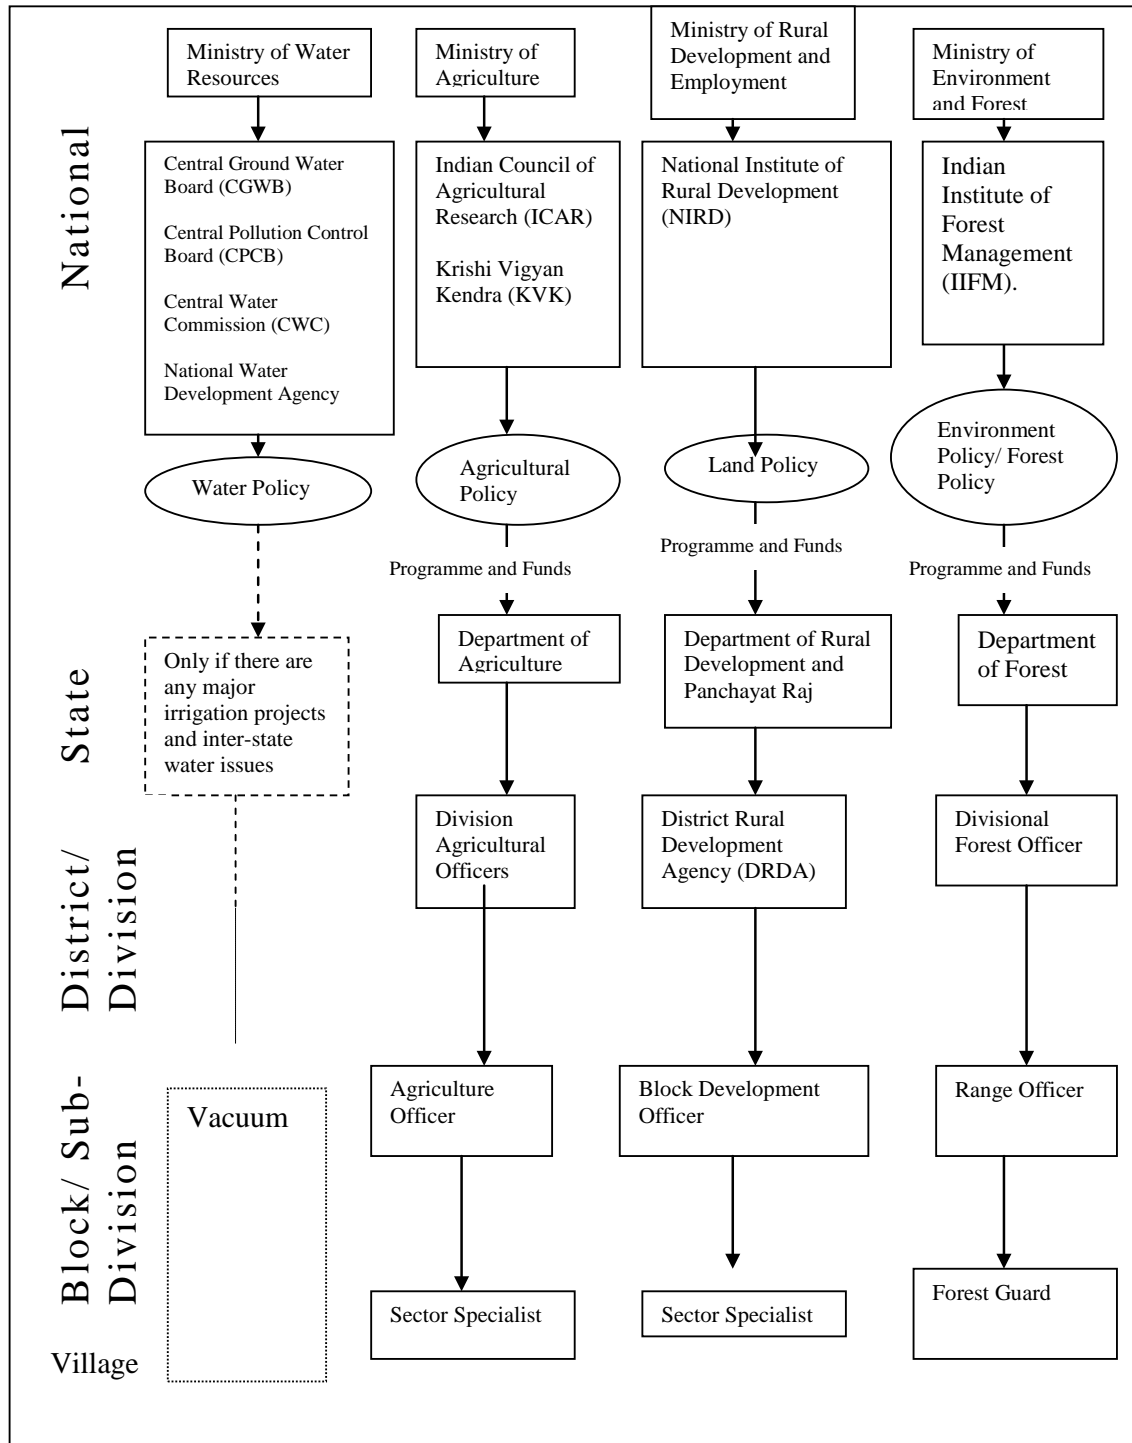 National
Ministry of Water
Resources
Ministry of
Agriculture
Ministry of Rural
Development and
Employment
Ministry of
Environment
and Forest
Central Ground Water
Board (CGWB)
Central Pollution Control
Board (CPCB)
Central Water
Commission (CWC)
National Water
Development Agency
Indian Council of
Agricultural
Research (ICAR)
Krishi Vigyan
Kendra (KVK)
National Institute of
Rural Development
(NIRD)
Indian
Institute of
Forest
Management
(IIFM).
Water Policy
Agricultural
Policy
Land Policy
Environment
Policy/ Forest
Policy
Programme and Funds
Programme and Funds
Programme and Funds
State
Only if there are
any major
irrigation projects
and inter-state
water issues
Department of
Agriculture
Department of Rural
Development and
Panchayat Raj
Department
of Forest
District/
Division
Division
Agricultural
Officers
District Rural
Development
Agency (DRDA)
Divisional
Forest Officer
Block/ Sub-
Division
Vacuum
Agriculture
Officer
Block Development
Officer
Range Officer
Sector Specialist
Sector Specialist
Forest Guard
Village